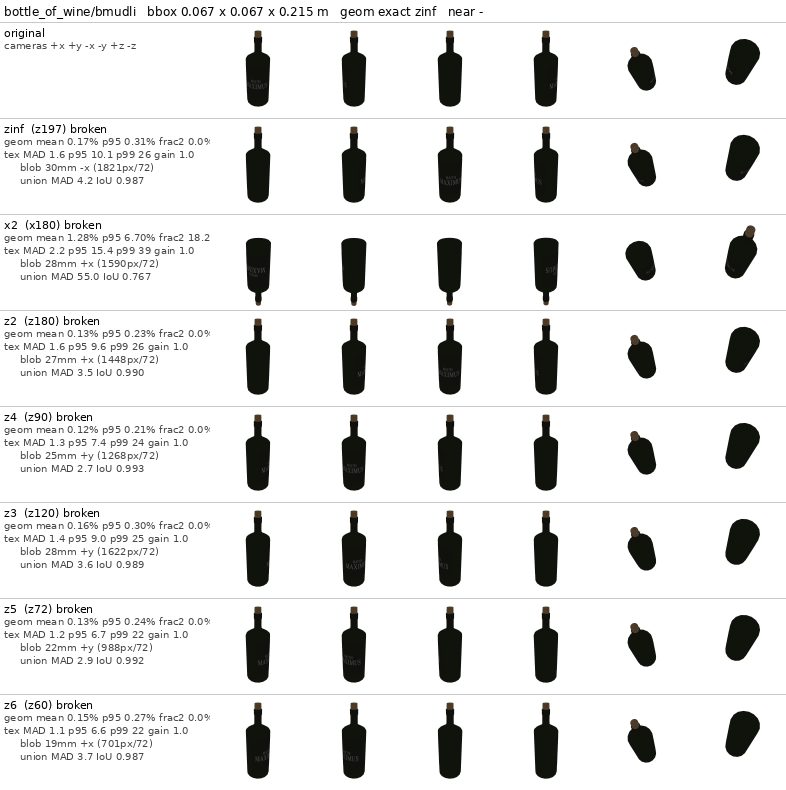 bottle_of_wine/bmudli bbox 0.067 x 0.067 x 0.215 m geom exact zinf near -
original
cameras +x +y -x -y +z -z
zinf (z197) broken
geom mean 0.17% p95 0.31% frac2 0.0%
tex MAD 1.6 p95 10.1 p99 26 gain 1.0
blob 30mm -x (1821px/72)
union MAD 4.2 IoU 0.987
MAXIMUS
x2 (x180) broken
geom mean 1.28% p95 6.70% frac2 18.2
tex MAD 2.2 p95 15.4 p99 39 gain 1.0
blob 28mm +x (1590px/72)
union MAD 55.0 IoU 0.767
z2 (z180) broken
geom mean 0.13% p95 0.23% frac2 0.0%
tex MAD 1.6 p95 9.6 p99 26 gain 1.0
blob 27mm +x (1448px/72)
union MAD 3.5 IoU 0.990
z4 (z90) broken
geom mean 0.12% p95 0.21% frac2 0.0%
tex MAD 1.3 p95 7.4 p99 24 gain 1.0
blob 25mm +y (1268px/72)
union MAD 2.7 IoU 0.993
z3 (z120) broken
geom mean 0.16% p95 0.30% frac2 0.0%
tex MAD 1.4 p95 9.0 p99 25 gain 1.0
blob 28mm +y (1622px/72)
union MAD 3.6 IoU 0.989
z5 (z72) broken
geom mean 0.13% p95 0.24% frac2 0.0%
tex MAD 1.2 p95 6.7 p99 22 gain 1.0
blob 22mm +y (988px/72)
union MAD 2.9 IoU 0.992
z6 (z60) broken
geom mean 0.15% p95 0.27% frac2 0.0%
tex MAD 1.1 p95 6.6 p99 22 gain 1.0
blob 19mm +x (701px/72)
union MAD 3.7 IoU 0.987